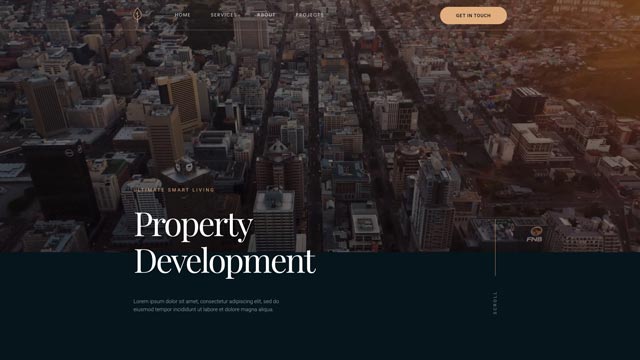 HOME
SERVICES
ABOUT
PROJECTS
GET IN TOUCH
ULTIMATE SMART LIVING
Property
Development
Lorem ipsum dolor sit amet, consectetur adipiscing elit, sed do
eiusmod tempor incididunt ut labore et dolore magna aliqua.
SCROLL
FNB